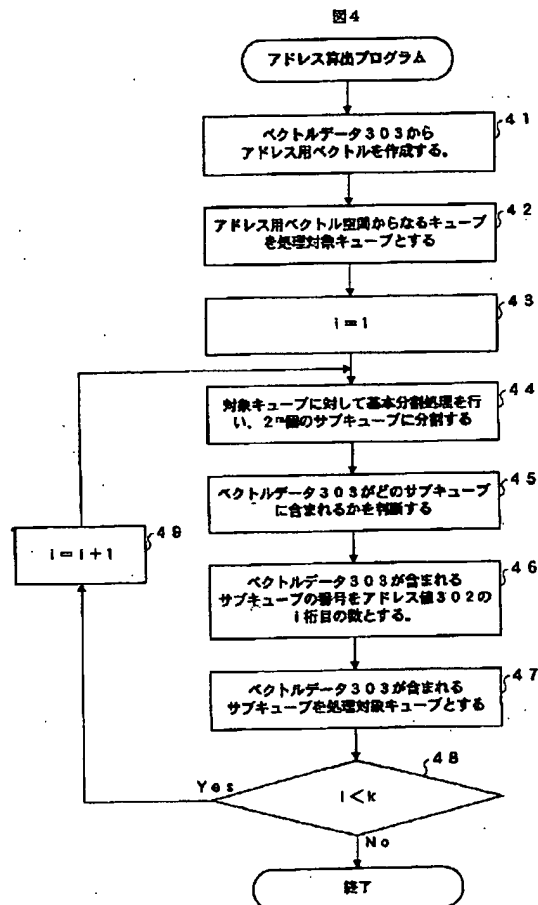 図4
アドレス算出プログラム
41
ベクトルデータ303から
アドレス用ベクトルを作成する。
42
アドレス用ベクトル空間からなるキューブ
を処理対象キューブとする
43
i=1
44
対象キューブに対して基本分割処理を行
い、2ⁿ個のサブキューブに分割する
45
ベクトルデータ303がどのサブキューブ
に含まれるかを判断する
46
ベクトルデータ303が含まれる
サブキューブの番号をアドレス値302の
i桁目の数とする。
47
ベクトルデータ303が含まれる
サブキューブを処理対象キューブとする
48
i<k
Yes
No
49
i=i+1
終了